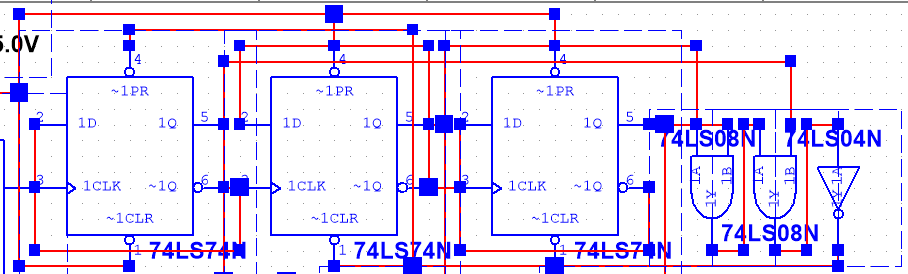 5.0V
4 4 4
~1PR ~1PR ~1PR
2 1D 1Q 5 2 1D 1Q 5 2 1D 1Q 5
74LS08N 74LS04N
1A 1B 1A 1B 1A
3 1CLK ~1Q 6 1CLK ~1Q 6 3 1CLK ~1Q 6
1Y 1Y 1Y
~1CLR ~1CLR ~1CLR
74LS08N
1 1 1
74LS74N 74LS74N 74LS74N